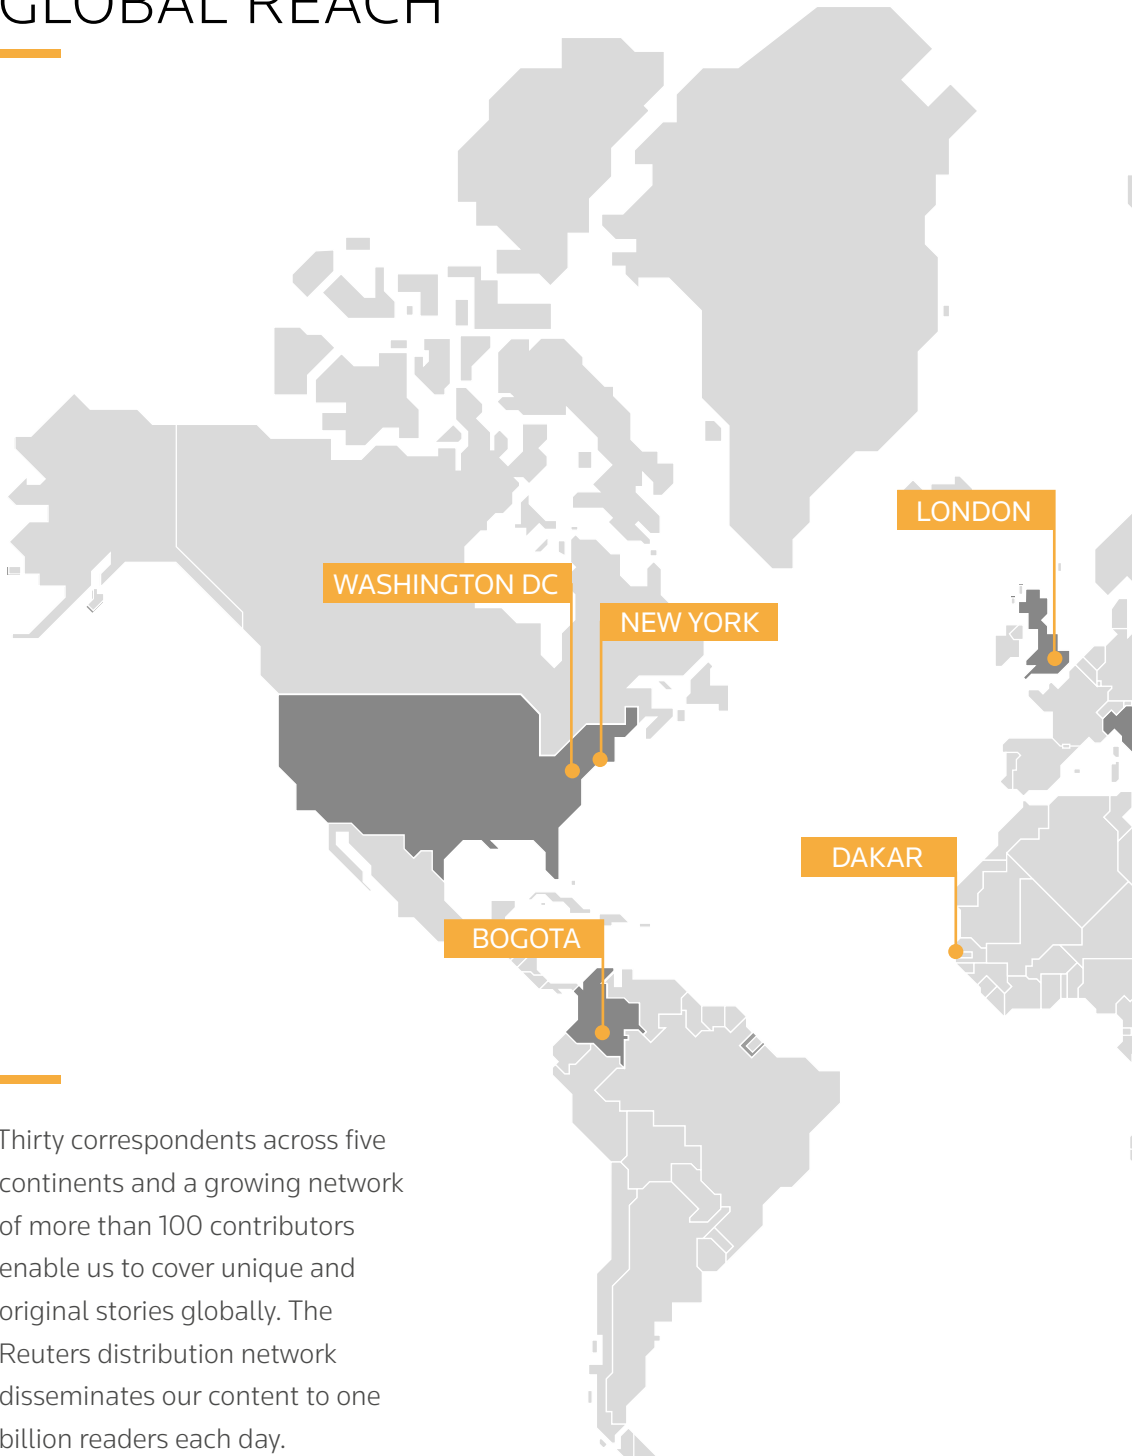 GLOBAL REACH
LONDON
WASHINGTON DC
NEW YORK
DAKAR
BOGOTA
Thirty correspondents across five
continents and a growing network
of more than 100 contributors
enable us to cover unique and
original stories globally. The
Reuters distribution network
disseminates our content to one
billion readers each day.